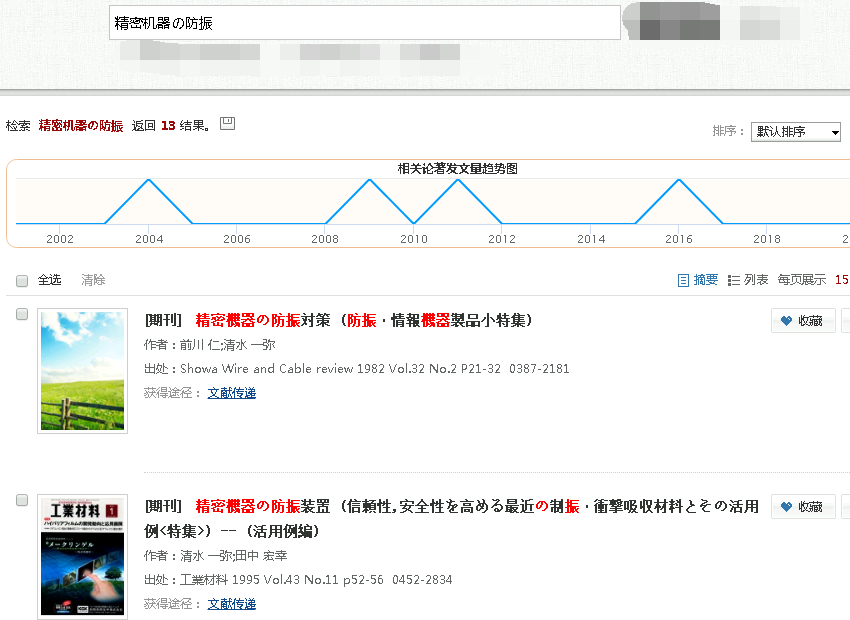 精密机器の防振
检索 精密机器の防振 返回 13 结果。
排序： 默认排序
相关论著发文量趋势图
2002 2004 2006 2008 2010 2012 2014 2016 2018 2
全选 清除 摘要 列表 每页展示 15
[期刊] 精密機器の防振対策（防振・情報機器製品小特集） 收藏
作者：前川 仁;清水 一弥
出处：Showa Wire and Cable review 1982 Vol.32 No.2 P21-32 0387-2181
获得途径： 文献传递
工業材料 1
メークリンゲル
[期刊] 精密機器の防振装置（信頼性,安全性を高める最近の制振・衝撃吸収材料とその活用 收藏
例<特集>）--（活用例編）
作者：清水 一弥;田中 宏幸
出处：工業材料 1995 Vol.43 No.11 p52-56 0452-2834
获得途径： 文献传递